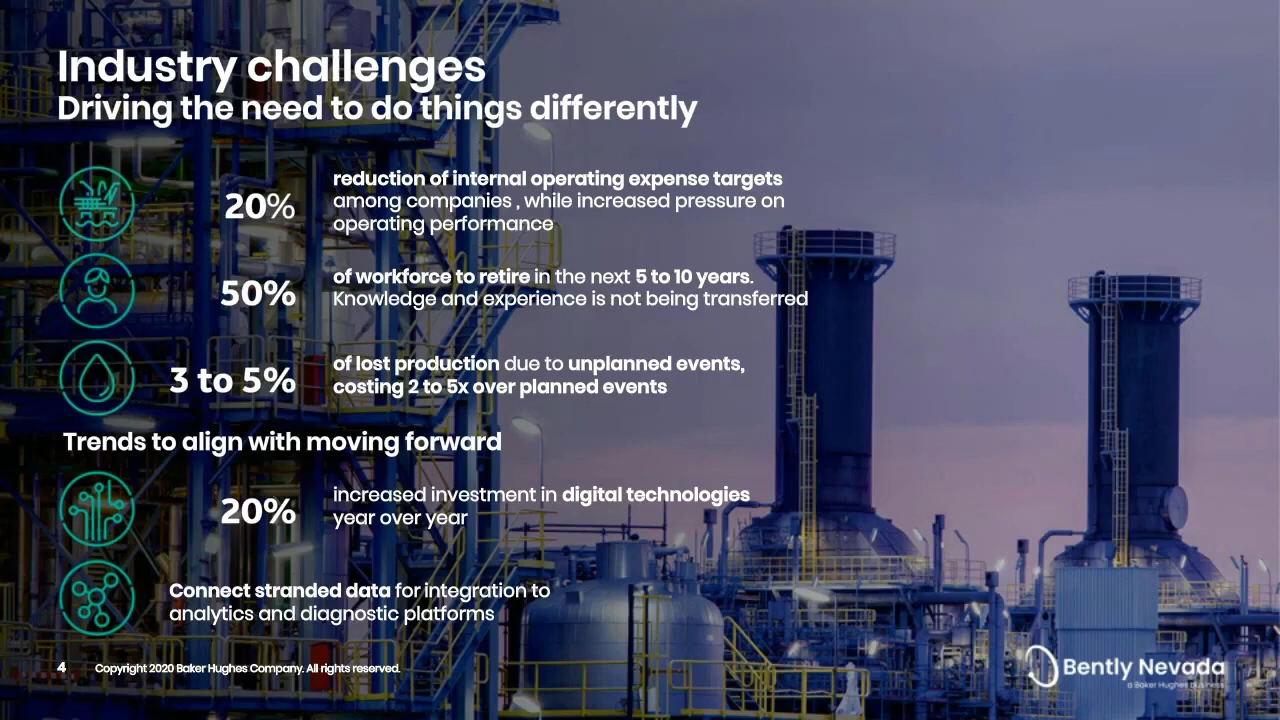 Industry challenges
Driving the need to do things differently
20%
reduction of internal operating expense targets
among companies , while increased pressure on
operating performance
50%
of workforce to retire in the next 5 to 10 years.
Knowledge and experience is not being transferred
3 to 5%
of lost production due to unplanned events,
costing 2 to 5x over planned events
Trends to align with moving forward
20%
increased investment in digital technologies
year over year
Connect stranded data for integration to
analytics and diagnostic platforms
4
Copyright 2020 Baker Hughes Company. All rights reserved.
Bently Nevada
a Baker Hughes business